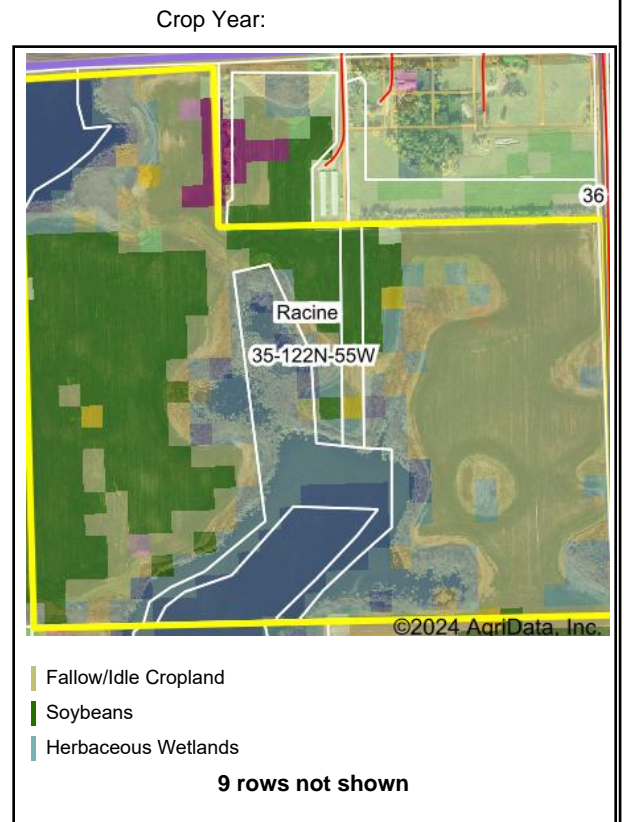 Crop Year:
36
Racine
35-122N-55W
©2024 AgriData, Inc.
Fallow/Idle Cropland
Soybeans
Herbaceous Wetlands
9 rows not shown